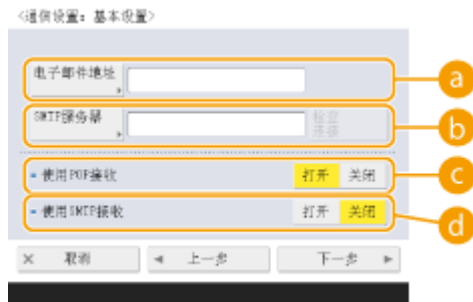 <通信设置：基本设置>
电子邮件地址
a
SMTP服务器
检查
连接
b
使用POP接收 打开 关闭
c
使用SMTP接收 打开 关闭
d
× 取消 ◄ 上一步 下一步 ►